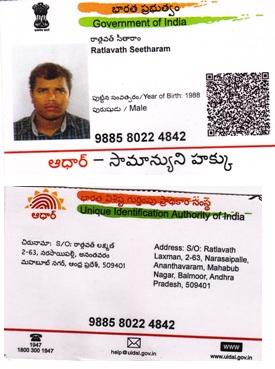 భారత ప్రభుత్వం
Government of India
రాత్లవత్ సీతారాం
Ratlavath Seetharam
పుట్టిన సంవత్సరం/Year of Birth: 1988
పురుషుడు / Male
9885 8022 4842
ఆధార్ – సామాన్యుని హక్కు
భారత విశిష్ట గుర్తింపు ప్రాధికార సంస్థ
Unique Identification Authority of India
ఆధార్
చిరునామా: S/O: రాత్లవత్ లక్ష్మణ్
2-63, నరసాయిపల్లి, అనంతవరం
మహబూబ్ నగర్, ఆంధ్ర ప్రదేశ్, 509401
Address: S/O: Ratlavath
Laxman, 2-63, Narasaipalle,
Ananthavaram, Mahabub
Nagar, Balmoor, Andhra
Pradesh, 509401
9885 8022 4842
1947
1800 300 1947
help@uidai.gov.in
WWW
www.uidai.gov.in